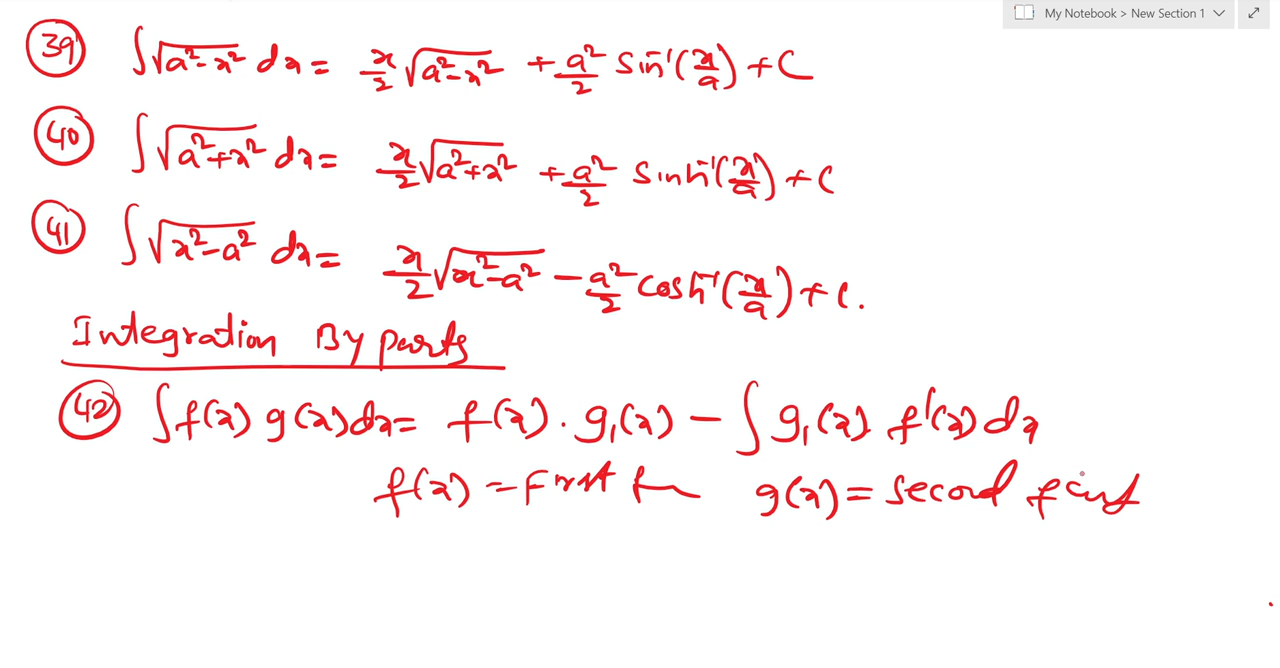 My Notebook > New Section 1
39 ∫√(a²-x²) dx = x/2 √(a²-x²) + a²/2 sin⁻¹(x/a) + C
40 ∫√(a²+x²) dx = x/2 √(a²+x²) + a²/2 sinh⁻¹(x/a) + C
41 ∫√(x²-a²) dx = x/2 √(x²-a²) - a²/2 cosh⁻¹(x/a) + C.
Integration By parts
42 ∫f(x) g(x)dx = f(x) · g₁(x) - ∫g₁(x) f'(x) dx
f(x) = First fn g(x) = second